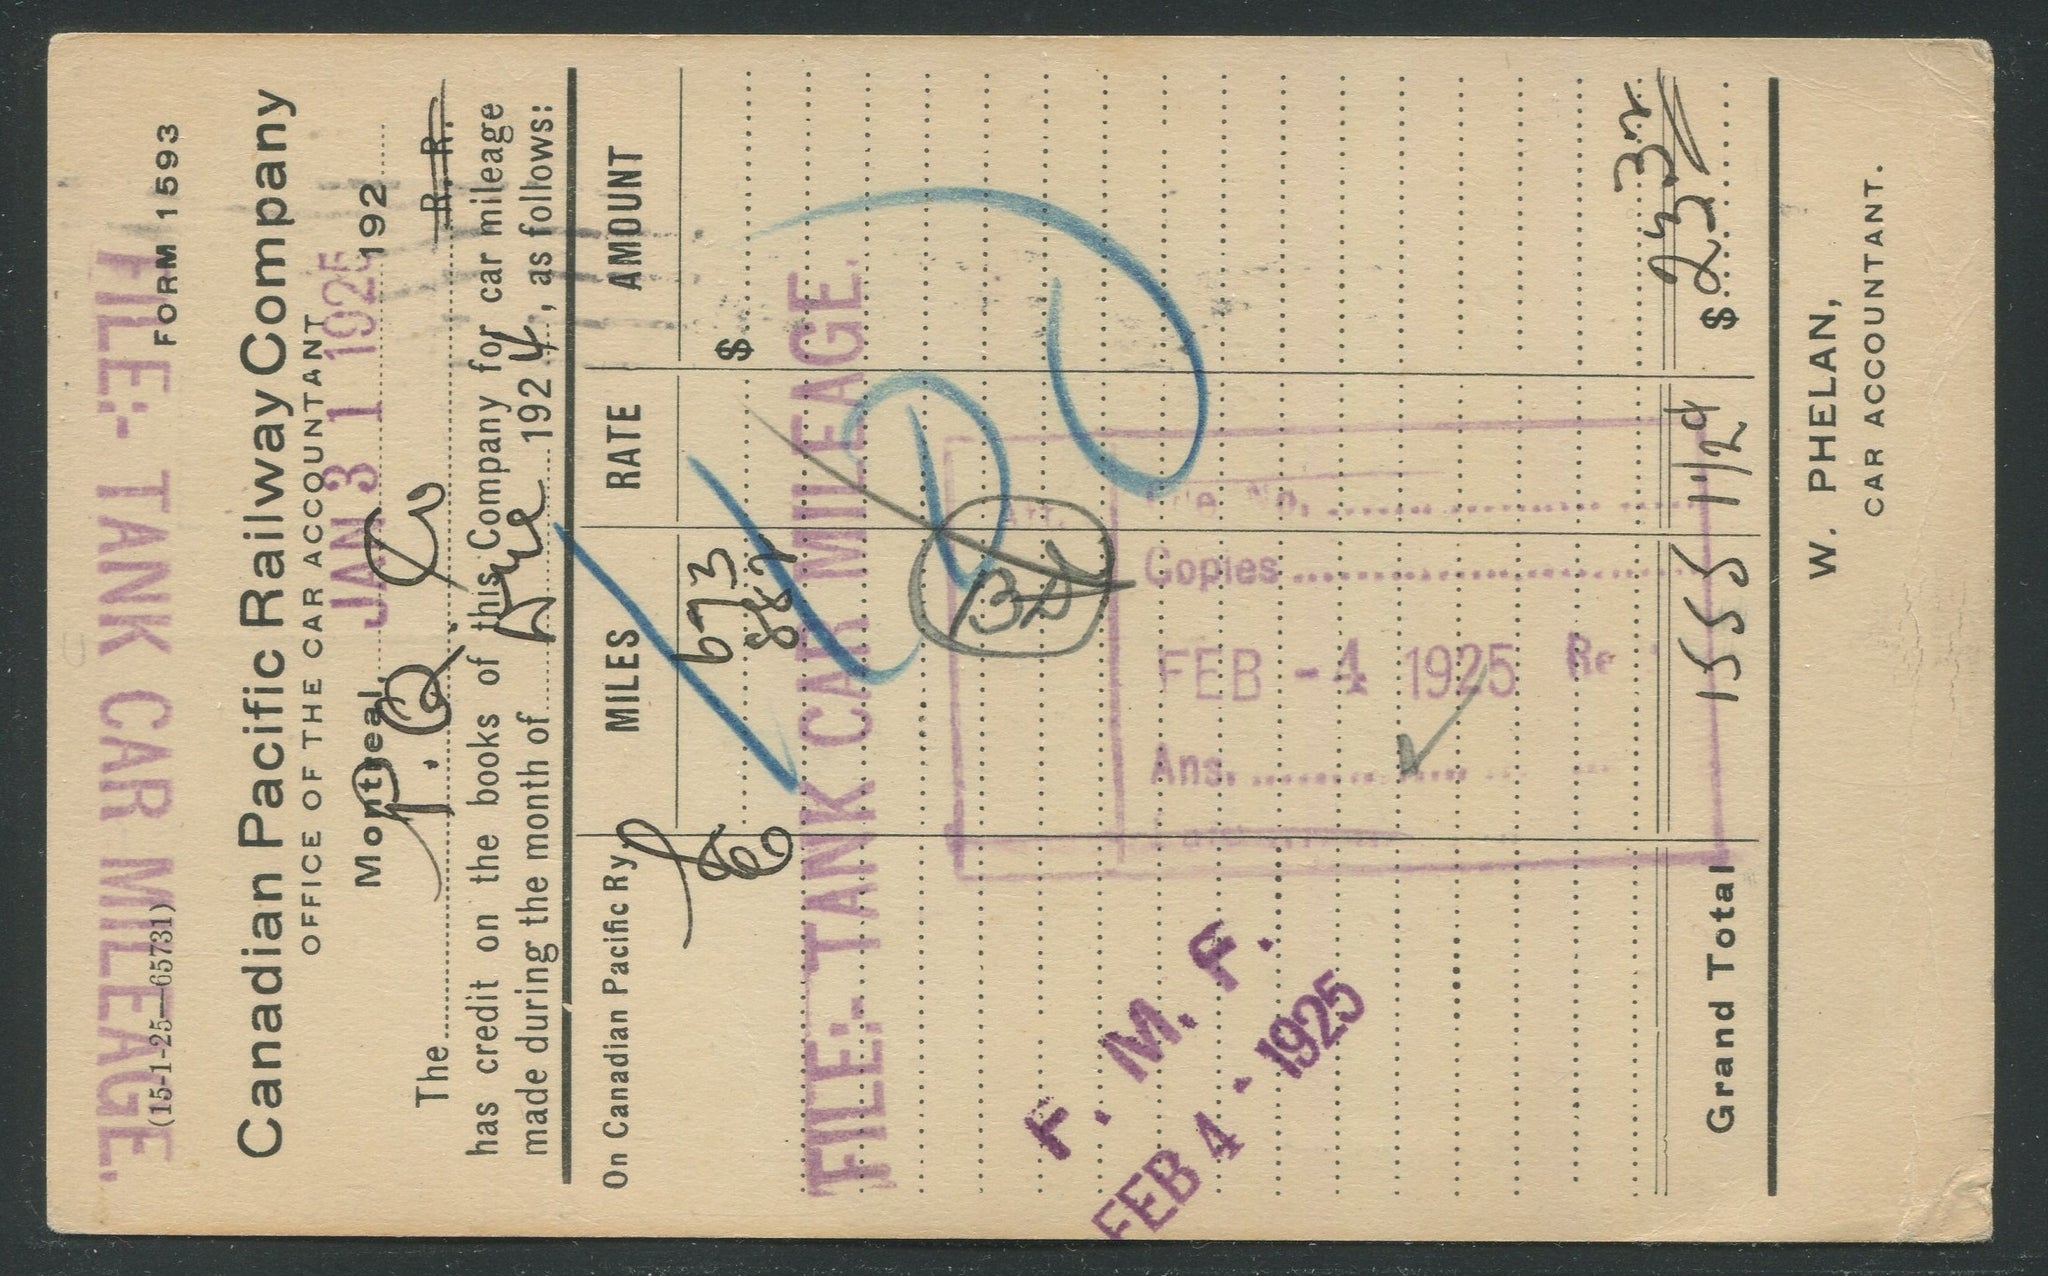 FILE:- TANK CAR MILEAGE.
(15-1-25—65731) FORM 1593
Canadian Pacific Railway Company
OFFICE OF THE CAR ACCOUNTANT
JAN 31 1925
Montreal, 192
The R. R.
has credit on the books of this Company for car mileage
made during the month of 1924, as follows:
On Canadian Pacific Ry. MILES RATE AMOUNT
673
$
FILE:- TANK CAR MILEAGE.
File No.
Copies
FEB -4 1925 Re
Ans.
F. M. F.
FEB 4 - 1925
Grand Total 1555 1 1/2¢ $ 23.32
W. PHELAN,
CAR ACCOUNTANT.